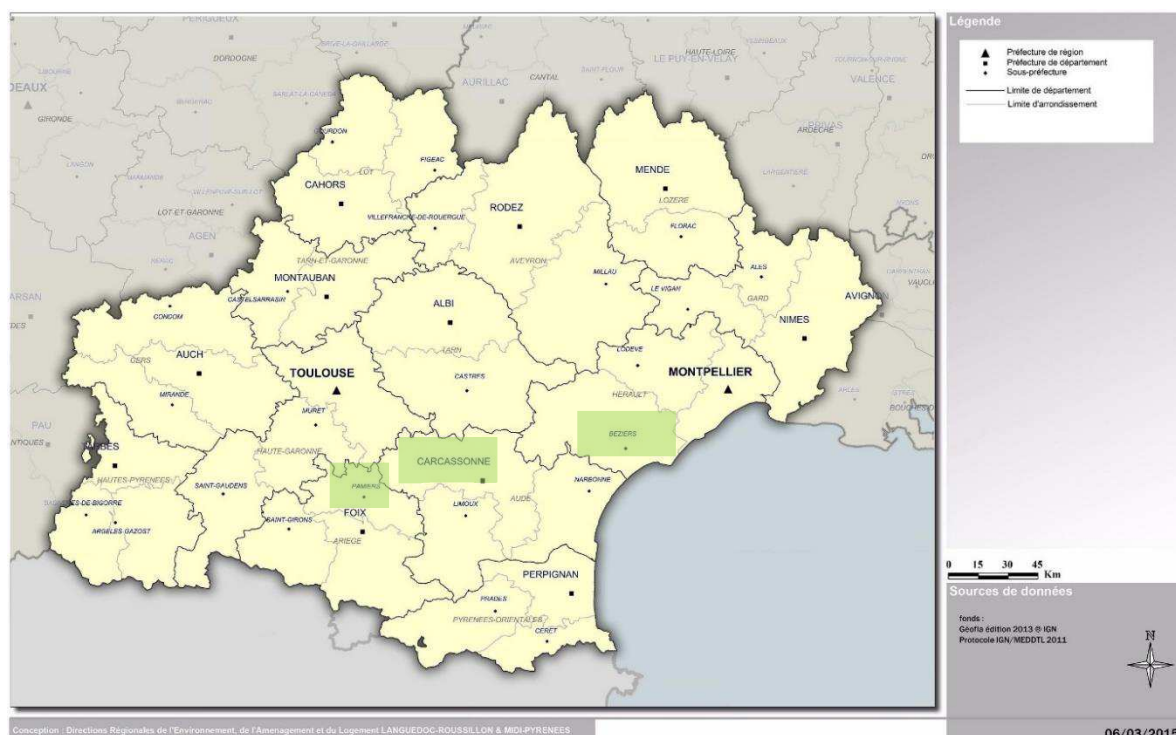 PÉRIGUEUX
BRIVE-LA-GAILLARDE
DORDOGNE
AURILLAC
CANTAL
SAINT-FLOUR
HAUTE-LOIRE
LE PUY-EN-VELAY
VALENCE
LIBOURNE
BERGERAC
SARLAT-LA-CANEDA
DEAUX
GIRONDE
ARDECHE
PRIVAS
LANGON
MARMANDE
VILLENEUVE-SUR-LOT
LARGENTIERE
LOT-ET-GARONNE
AGEN
NERAC
GOURDON
FIGEAC
LOT
CAHORS
VILLEFRANCHE-DE-ROUERGUE
RODEZ
MENDE
LOZERE
FLORAC
TARN-ET-GARONNE
AVEYRON
MONTAUBAN
CASTELSARRASIN
MILLAU
ALES
LE VIGAN
GARD
CARPENTRAS
VAUCLU
ARSAN
DES
CONDOM
ALBI
AVIGNON
NIMES
TARN
AUCH
GERS
LODEVE
TOULOUSE
MONTPELLIER
CASTRES
HERAULT
ARLES
ISTRES
BOUCHES-D
MIRANDE
MURET
PAU
ANTIQUES
BEZIERS
TARBES
HAUTE-GARONNE
CARCASSONNE
HAUTES-PYRENEES
SAINT-GAUDENS
PAMIERS
NARBONNE
AUDE
BAGNERES-DE-BIGORRE
ARGELES-GAZOST
SAINT-GIRONS
FOIX
LIMOUX
ARIEGE
PERPIGNAN
PRADES
PYRENEES-ORIENTALES
CERET
Légende
Préfecture de région
Préfecture de département
Sous-préfecture
Limite de département
Limite d'arrondissement
0 15 30 45
Km
Sources de données
fonds :
Géofla édition 2013 ® IGN
Protocole IGN/MEDDTL 2011
N
Conception : Directions Régionales de l'Environnement, de l'Amenagement et du Logement LANGUEDOC-ROUSSILLON & MIDI-PYRENEES
06/03/2015